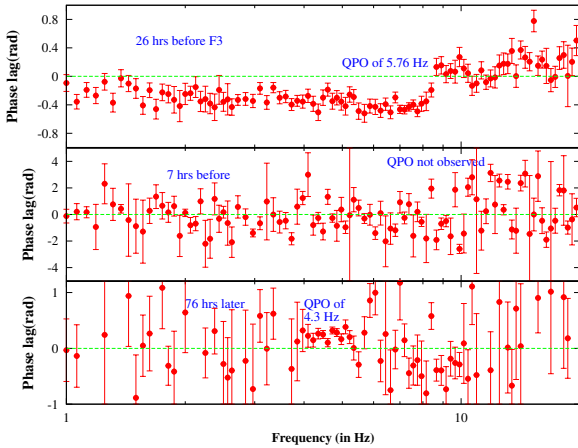 0.8
0.4
0
-0.4
-0.8
Phase lag(rad)
26 hrs before F3
QPO of 5.76 Hz
4
2
0
-2
-4
Phase lag(rad)
7 hrs before
QPO not observed
1
0
-1
Phase lag(rad)
76 hrs later
QPO of
4.3 Hz
1
10
Frequency (in Hz)